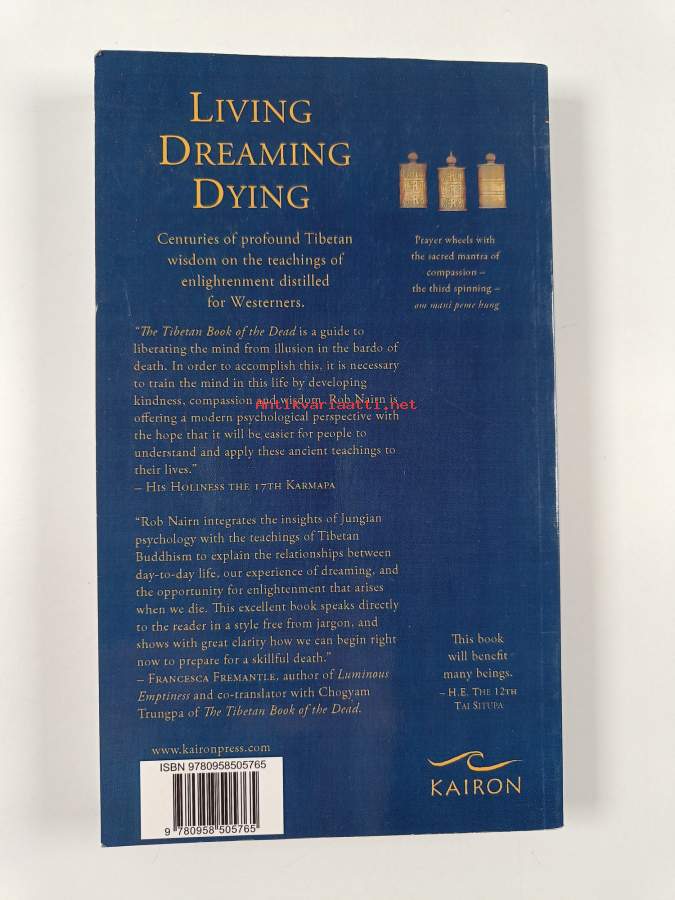 LIVING
DREAMING
DYING
Centuries of profound Tibetan
wisdom on the teachings of
enlightenment distilled
for Westerners.
Prayer wheels with
the sacred mantra of
compassion –
the third spinning –
om mani peme hung
“The Tibetan Book of the Dead is a guide to
liberating the mind from illusion in the bardo of
death. In order to accomplish this, it is necessary
to train the mind in this life by developing
kindness, compassion and wisdom. Rob Nairn is
Antikvariaatti.net
offering a modern psychological perspective with
the hope that it will be easier for people to
understand and apply these ancient teachings to
their lives.”
– HIS HOLINESS THE 17TH KARMAPA
“Rob Nairn integrates the insights of Jungian
psychology with the teachings of Tibetan
Buddhism to explain the relationships between
day-to-day life, our experience of dreaming, and
the opportunity for enlightenment that arises
when we die. This excellent book speaks directly
to the reader in a style free from jargon, and
shows with great clarity how we can begin right
now to prepare for a skillful death.”
– FRANCESCA FREMANTLE, author of Luminous
Emptiness and co-translator with Chogyam
Trungpa of The Tibetan Book of the Dead.
This book
will benefit
many beings.
– H.E. THE 12TH
TAI SITUPA
www.kaironpress.com
ISBN 9780958505765
9 780958 505765
KAIRON